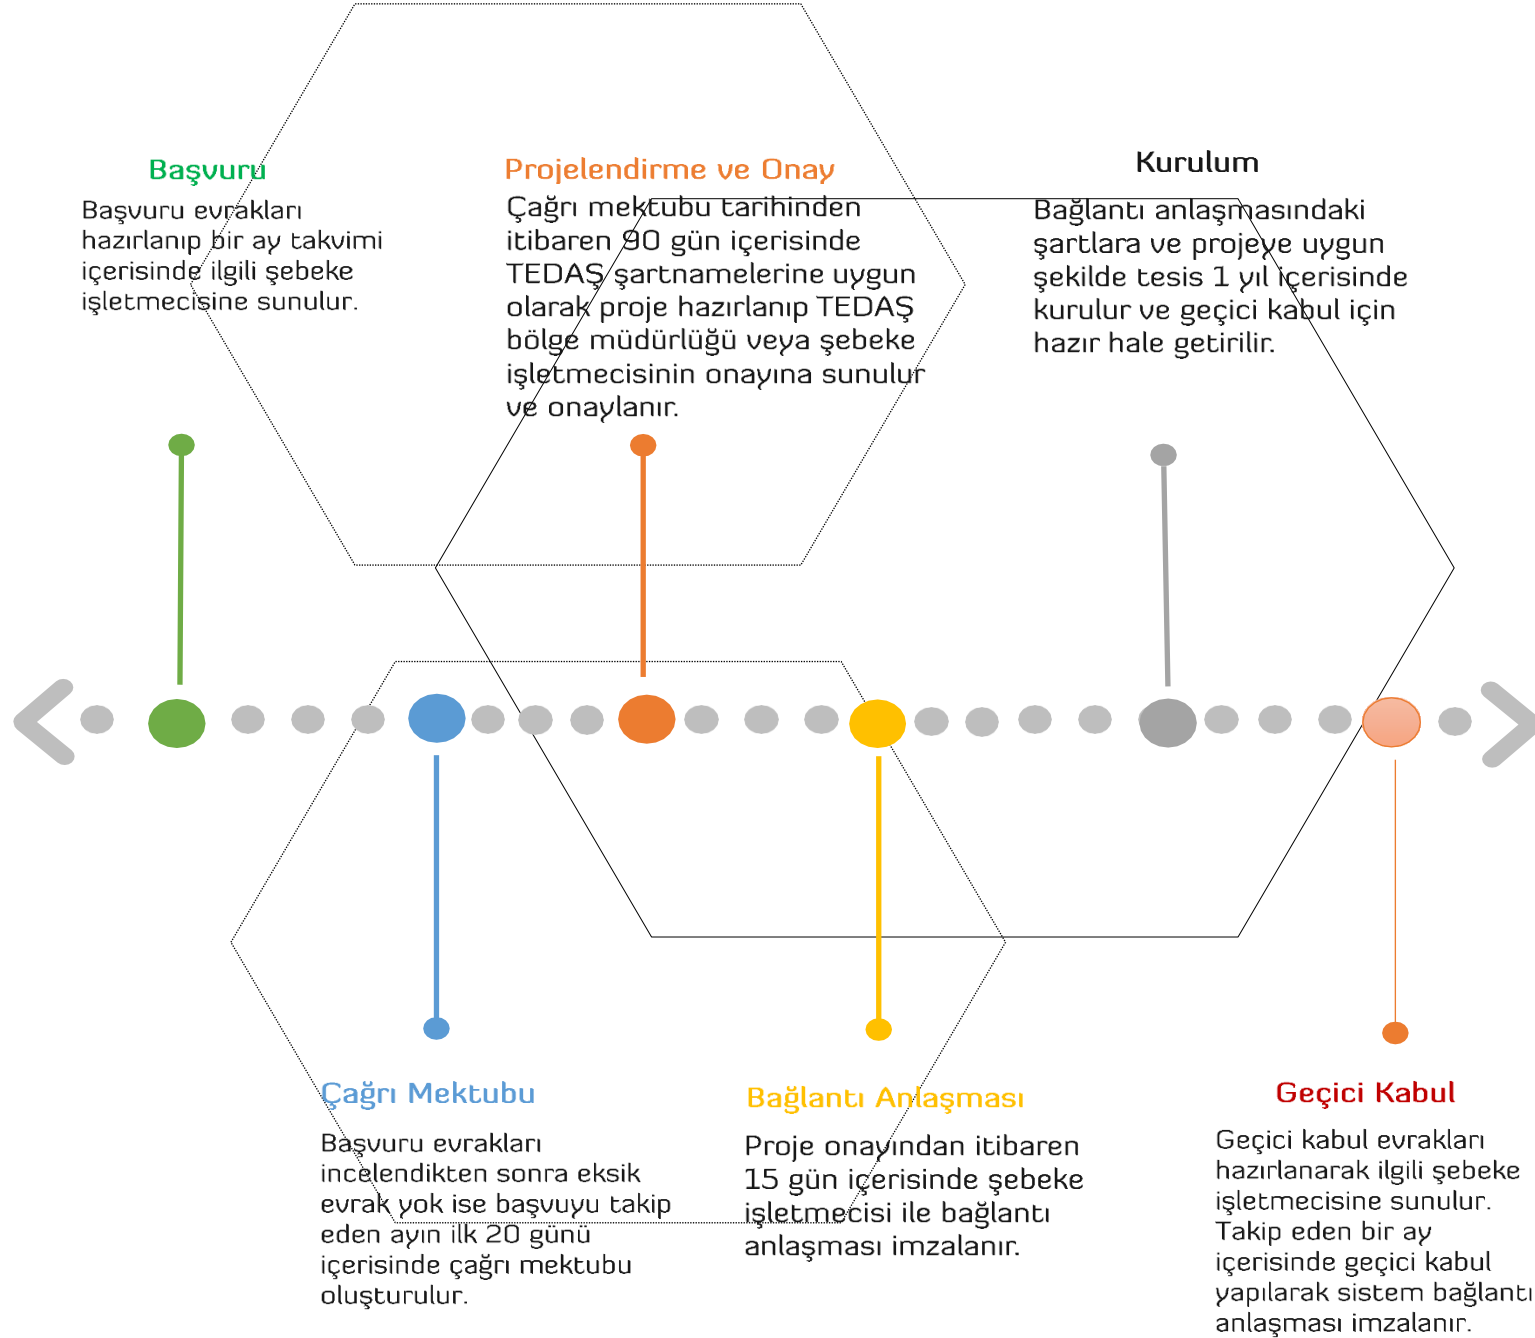 Başvuru
Başvuru evrakları
hazırlanıp bir ay takvimi
içerisinde ilgili şebeke
işletmecisine sunulur.
Projelendirme ve Onay
Çağrı mektubu tarihinden
itibaren 90 gün içerisinde
TEDAŞ şartnamelerine uygun
olarak proje hazırlanıp TEDAŞ
bölge müdürlüğü veya şebeke
işletmecisinin onayına sunulur
ve onaylanır.
Kurulum
Bağlantı anlaşmasındaki
şartlara ve projeye uygun
şekilde tesis 1 yıl içerisinde
kurulur ve geçici kabul için
hazır hale getirilir.
Çağrı Mektubu
Başvuru evrakları
incelendikten sonra eksik
evrak yok ise başvuyu takip
eden ayın ilk 20 günü
içerisinde çağrı mektubu
oluşturulur.
Bağlantı Anlaşması
Proje onayından itibaren
15 gün içerisinde şebeke
işletmecisi ile bağlantı
anlaşması imzalanır.
Geçici Kabul
Geçici kabul evrakları
hazırlanarak ilgili şebeke
işletmecisine sunulur.
Takip eden bir ay
içerisinde geçici kabul
yapılarak sistem bağlantı
anlaşması imzalanır.